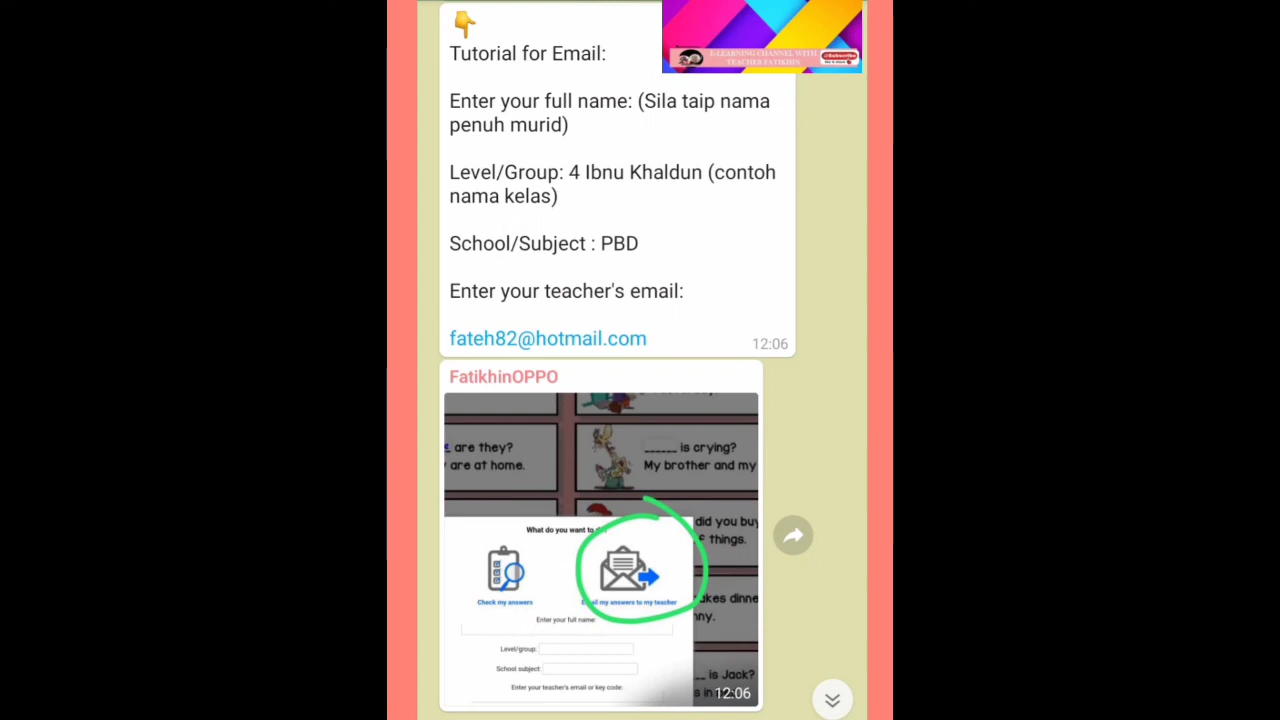 Tutorial for Email:
E-LEARNING CHANNEL WITH
TEACHER FATIKHIN
Subscribe
Enter your full name: (Sila taip nama
penuh murid)
Level/Group: 4 Ibnu Khaldun (contoh
nama kelas)
School/Subject : PBD
Enter your teacher's email:
fateh82@hotmail.com
12:06
FatikhinOPPO
are they?
are at home.
______ is crying?
My brother and my
What do you want to
did you buy
things.
Check my answers
Email my answers to my teacher
Enter your full name:
Level/group:
School subject:
Enter your teacher's email or key code:
is Jack?
12:06